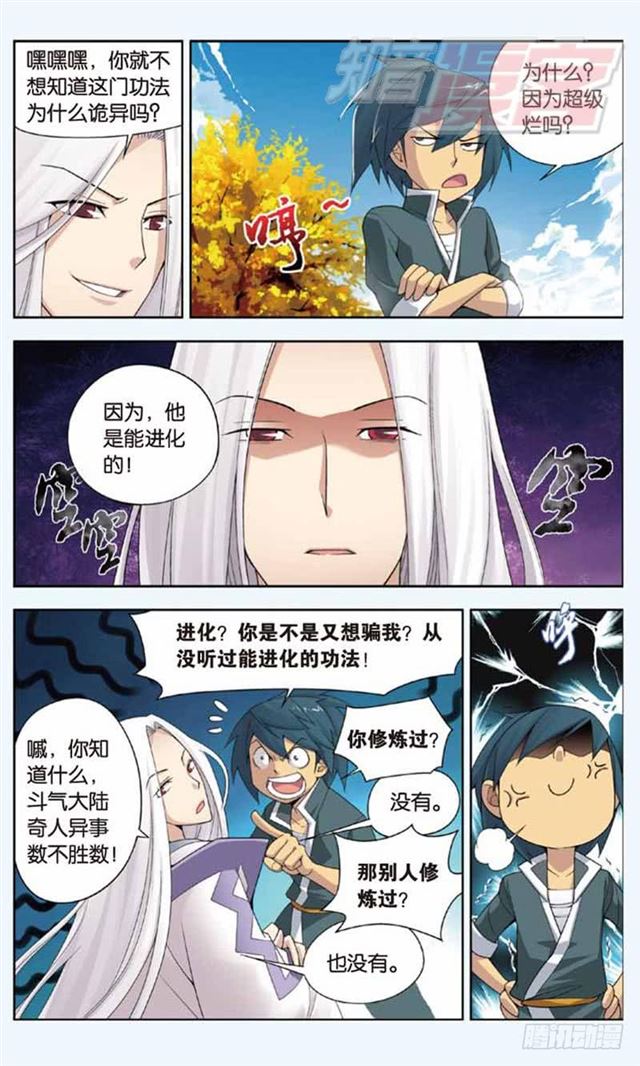 嘿嘿嘿，你就不
想知道这门功法
为什么诡异吗？
知音漫客
为什么？
因为超级
烂吗？
哼~
因为，他
是能进化
的！
空
空
空
进化？你是不是又想骗我？从
没听过能进化的功法！
嘁，你知
道什么，
斗气大陆
奇人异事
数不胜数！
你修炼过？
没有。
那别人修
炼过？
也没有。
哼
腾讯动漫